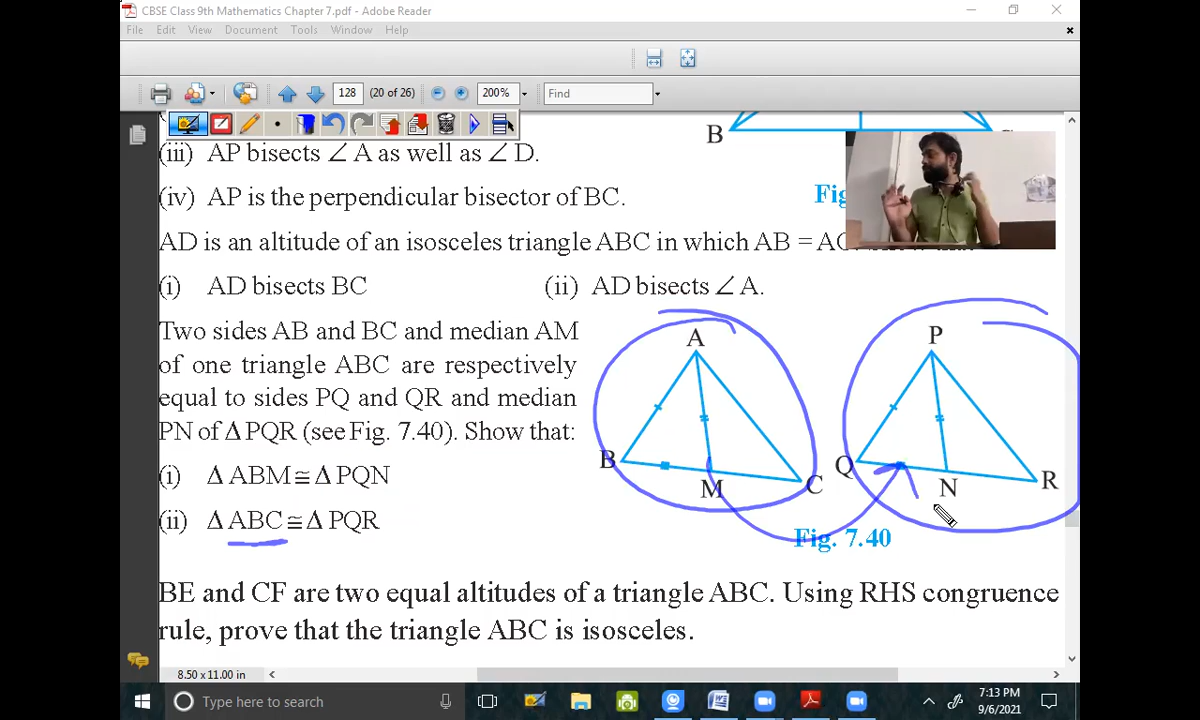 CBSE Class 9th Mathematics Chapter 7.pdf - Adobe Reader
File Edit View Document Tools Window Help
128 (20 of 26) 200% Find
B
(iii) AP bisects ∠ A as well as ∠ D.
(iv) AP is the perpendicular bisector of BC.
Fig
AD is an altitude of an isosceles triangle ABC in which AB = AC
(i) AD bisects BC (ii) AD bisects ∠ A.
Two sides AB and BC and median AM
of one triangle ABC are respectively
equal to sides PQ and QR and median
PN of Δ PQR (see Fig. 7.40). Show that:
(i) Δ ABM ≅ Δ PQN
(ii) Δ ABC ≅ Δ PQR
A
B
M
C
P
Q
N
R
Fig. 7.40
BE and CF are two equal altitudes of a triangle ABC. Using RHS congruence
rule, prove that the triangle ABC is isosceles.
8.50 x 11.00 in
Type here to search
7:13 PM
9/6/2021